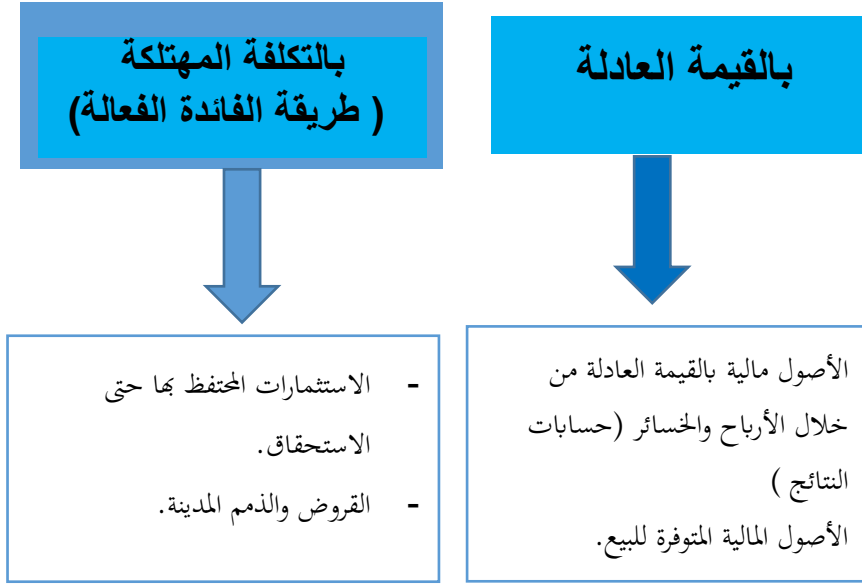 بالقيمة العادلة
الأصول مالية بالقيمة العادلة من
خلال الأرباح والخسائر (حسابات
النتائج )
الأصول المالية المتوفرة للبيع.
بالتكلفة المهتلكة
( طريقة الفائدة الفعالة)
- الاستثمارات المحتفظ بها حتى
الاستحقاق.
- القروض والذمم المدينة.